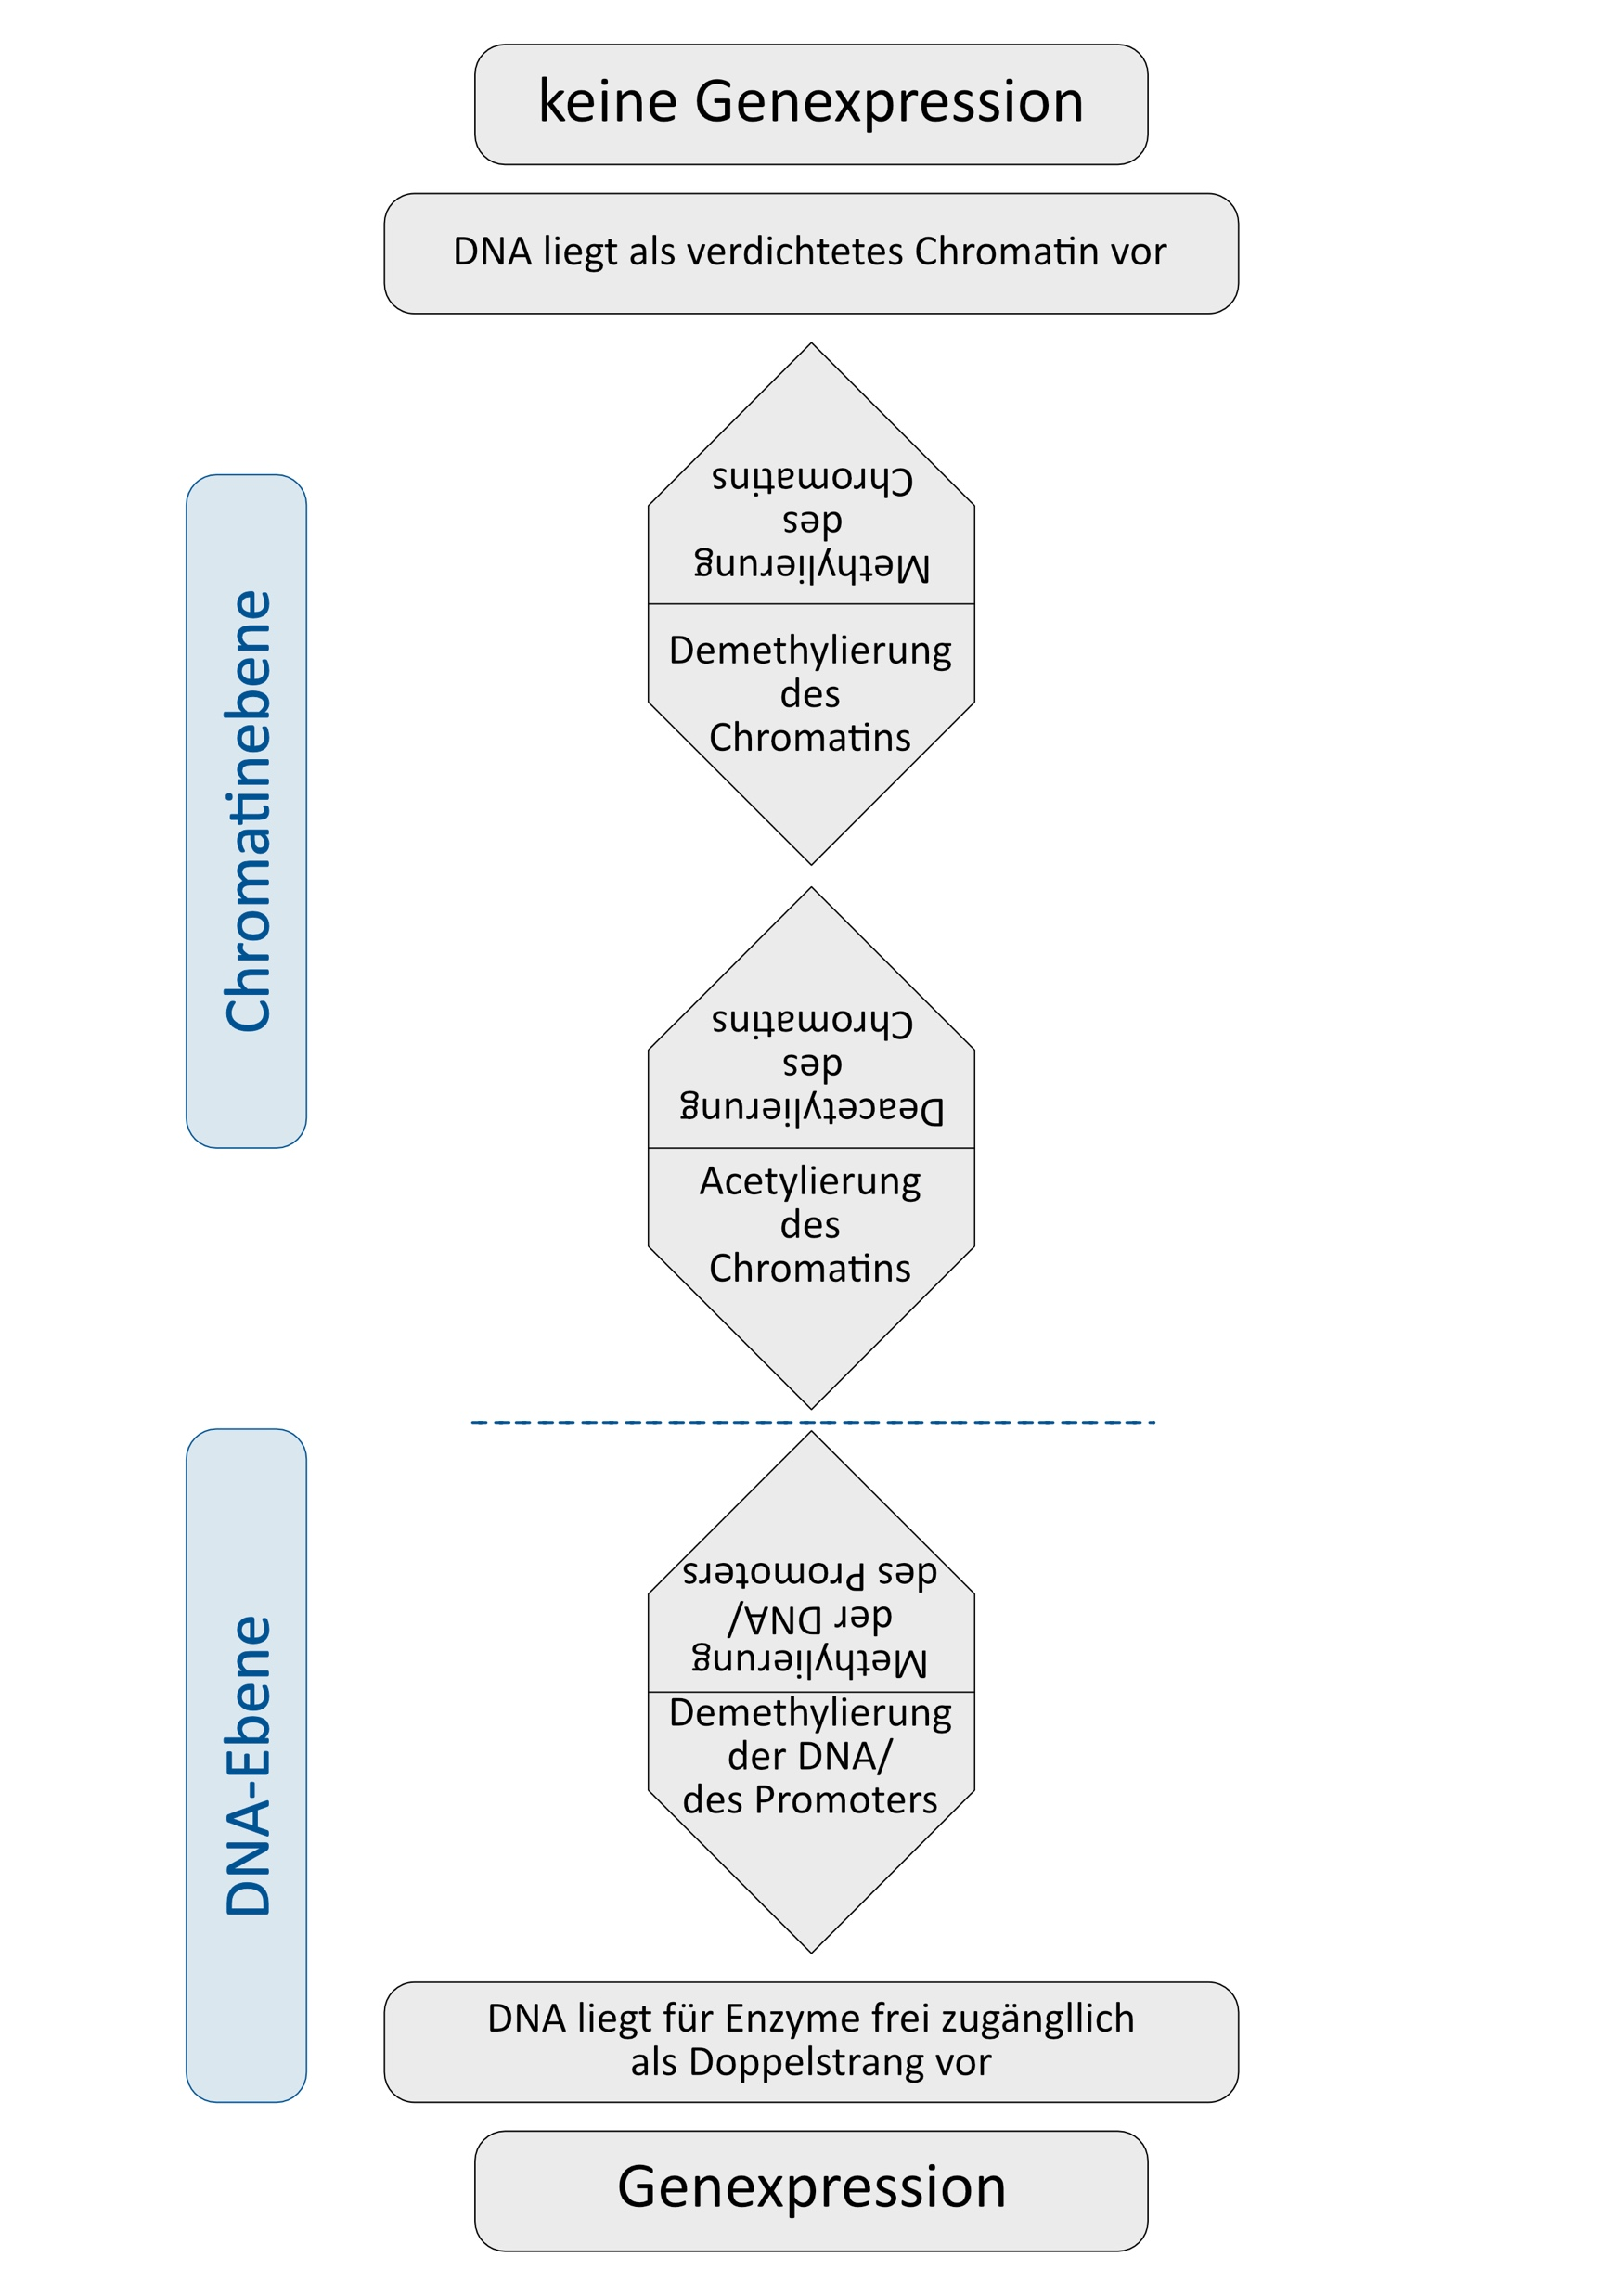 keine Genexpression
DNA liegt als verdichtetes Chromatin vor
Chromatinebene
Methylierung
des
Chromatins
Demethylierung
des
Chromatins
Deacetylierung
des
Chromatins
Acetylierung
des
Chromatins
DNA-Ebene
Methylierung
der DNA/
des Promoters
Demethylierung
der DNA/
des Promoters
DNA liegt für Enzyme frei zugängllich
als Doppelstrang vor
Genexpression